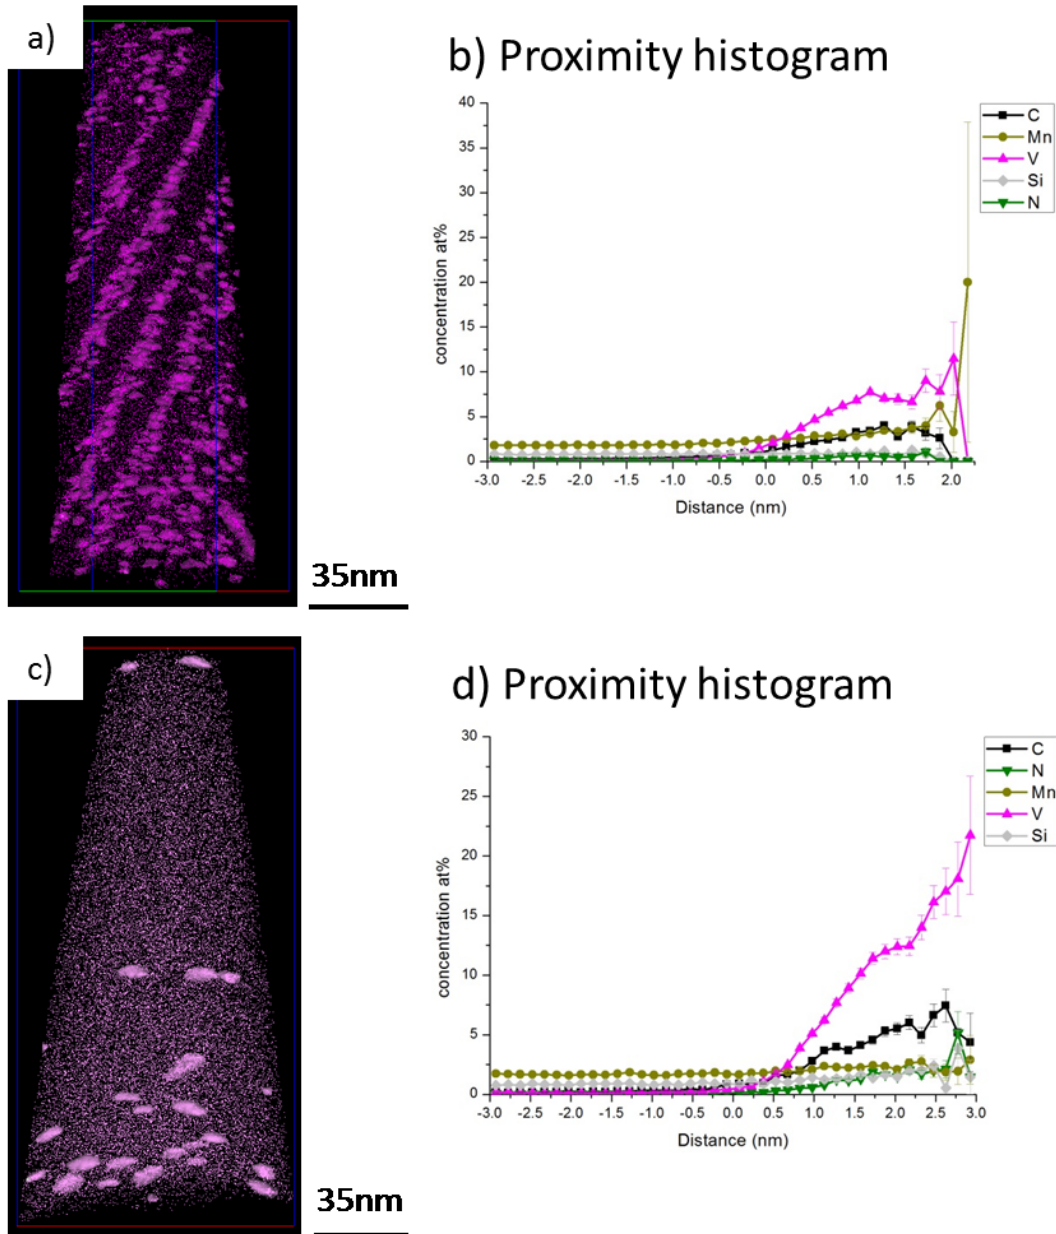 a)
35nm
b) Proximity histogram
40
35
30
25
20
15
10
5
0
concentration at%
-3.0 -2.5 -2.0 -1.5 -1.0 -0.5 0.0 0.5 1.0 1.5 2.0
Distance (nm)
C
Mn
V
Si
N
c)
35nm
d) Proximity histogram
30
25
20
15
10
5
0
concentration at%
-3.0 -2.5 -2.0 -1.5 -1.0 -0.5 0.0 0.5 1.0 1.5 2.0 2.5 3.0
Distance (nm)
C
N
Mn
V
Si